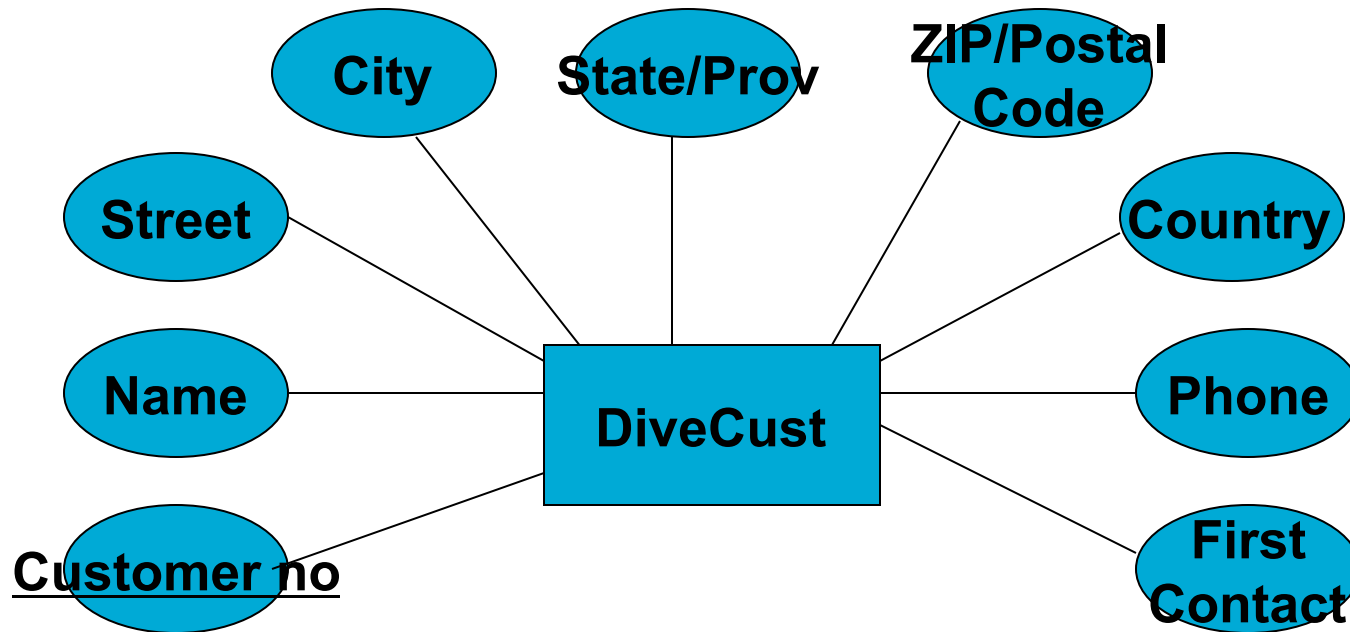 City
State/Prov
ZIP/Postal
Code
Street
Country
Name
DiveCust
Phone
Customer no
First
Contact